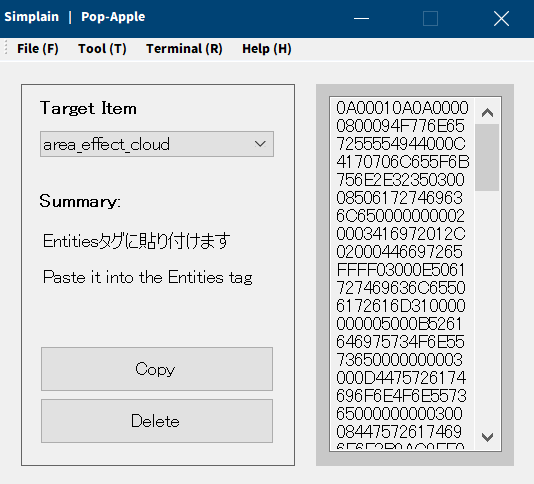 Simplain | Pop-Apple
File (F) Tool (T) Terminal (R) Help (H)
Target Item
area_effect_cloud
Summary:
Entitiesタグに貼り付けます
Paste it into the Entities tag
Copy
Delete
0A00010A0A0000
0800094F776E65
7255554944000C
4170706C655F6B
756E2E32350300
08506172746963
6C650000000002
0003416972012C
02000446697265
FFFF03000E5061
727469636C6550
6172616D310000
000005000B5261
646975734F6E55
73650000000003
000D4475726174
696F6E4F6E5573
65000000000300
08447572617469